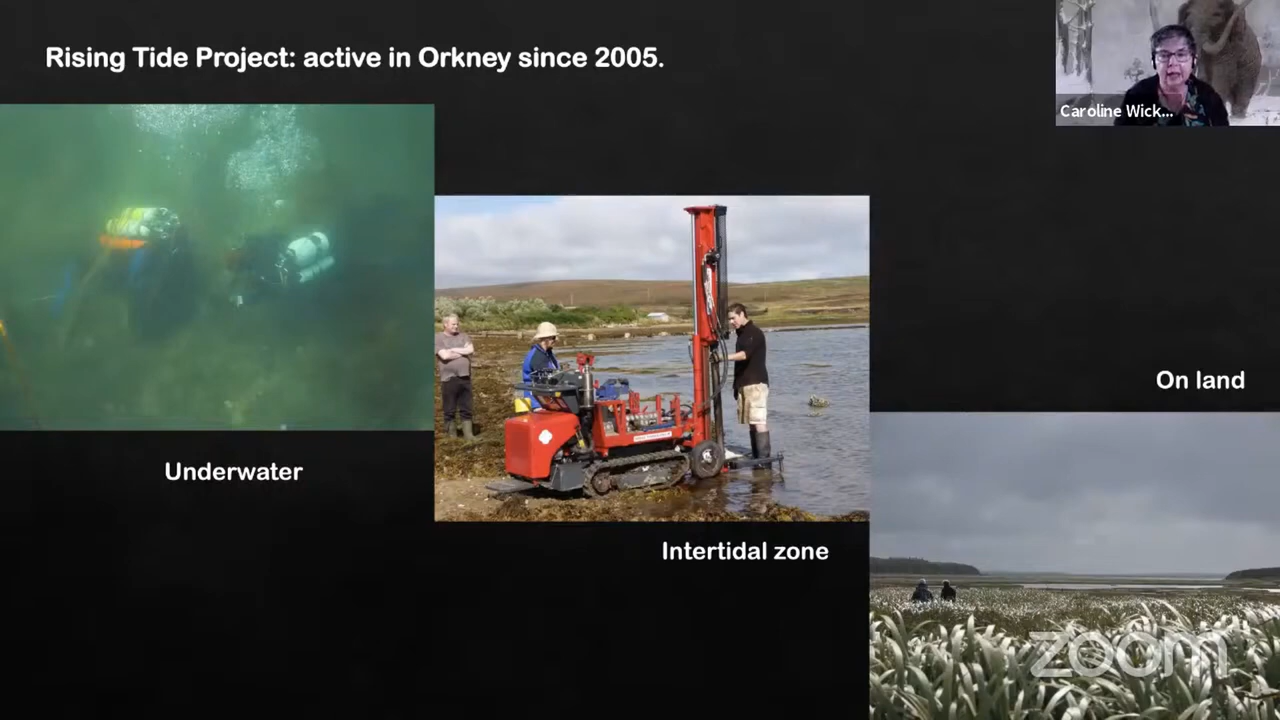 Rising Tide Project: active in Orkney since 2005.
Caroline Wick...
On land
Underwater
Intertidal zone
zoom